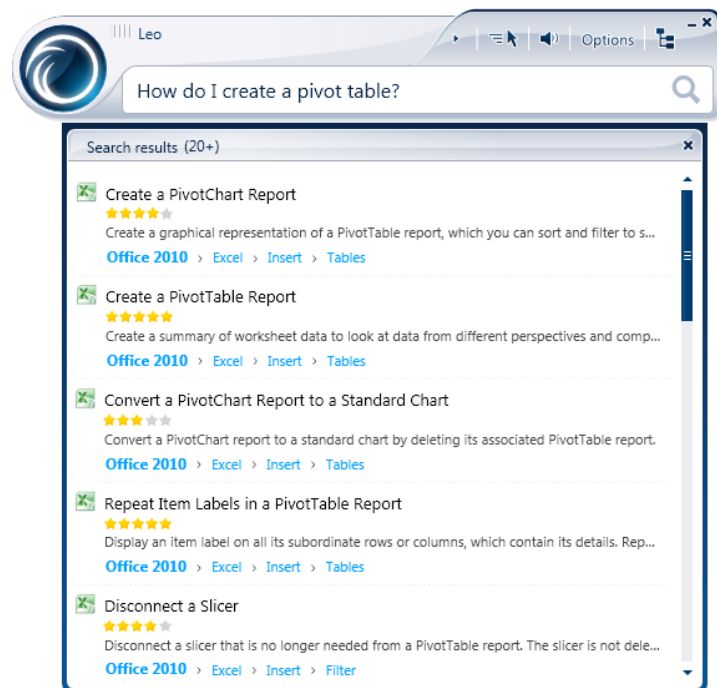 Leo
Options
How do I create a pivot table?
Search results (20+)
Create a PivotChart Report
Create a graphical representation of a PivotTable report, which you can sort and filter to s...
Office 2010 › Excel › Insert › Tables
Create a PivotTable Report
Create a summary of worksheet data to look at data from different perspectives and comp...
Office 2010 › Excel › Insert › Tables
Convert a PivotChart Report to a Standard Chart
Convert a PivotChart report to a standard chart by deleting its associated PivotTable report.
Office 2010 › Excel › Insert › Tables
Repeat Item Labels in a PivotTable Report
Display an item label on all its subordinate rows or columns, which contain its details. Rep...
Office 2010 › Excel › Insert › Tables
Disconnect a Slicer
Disconnect a slicer that is no longer needed from a PivotTable report. The slicer is not dele...
Office 2010 › Excel › Insert › Filter